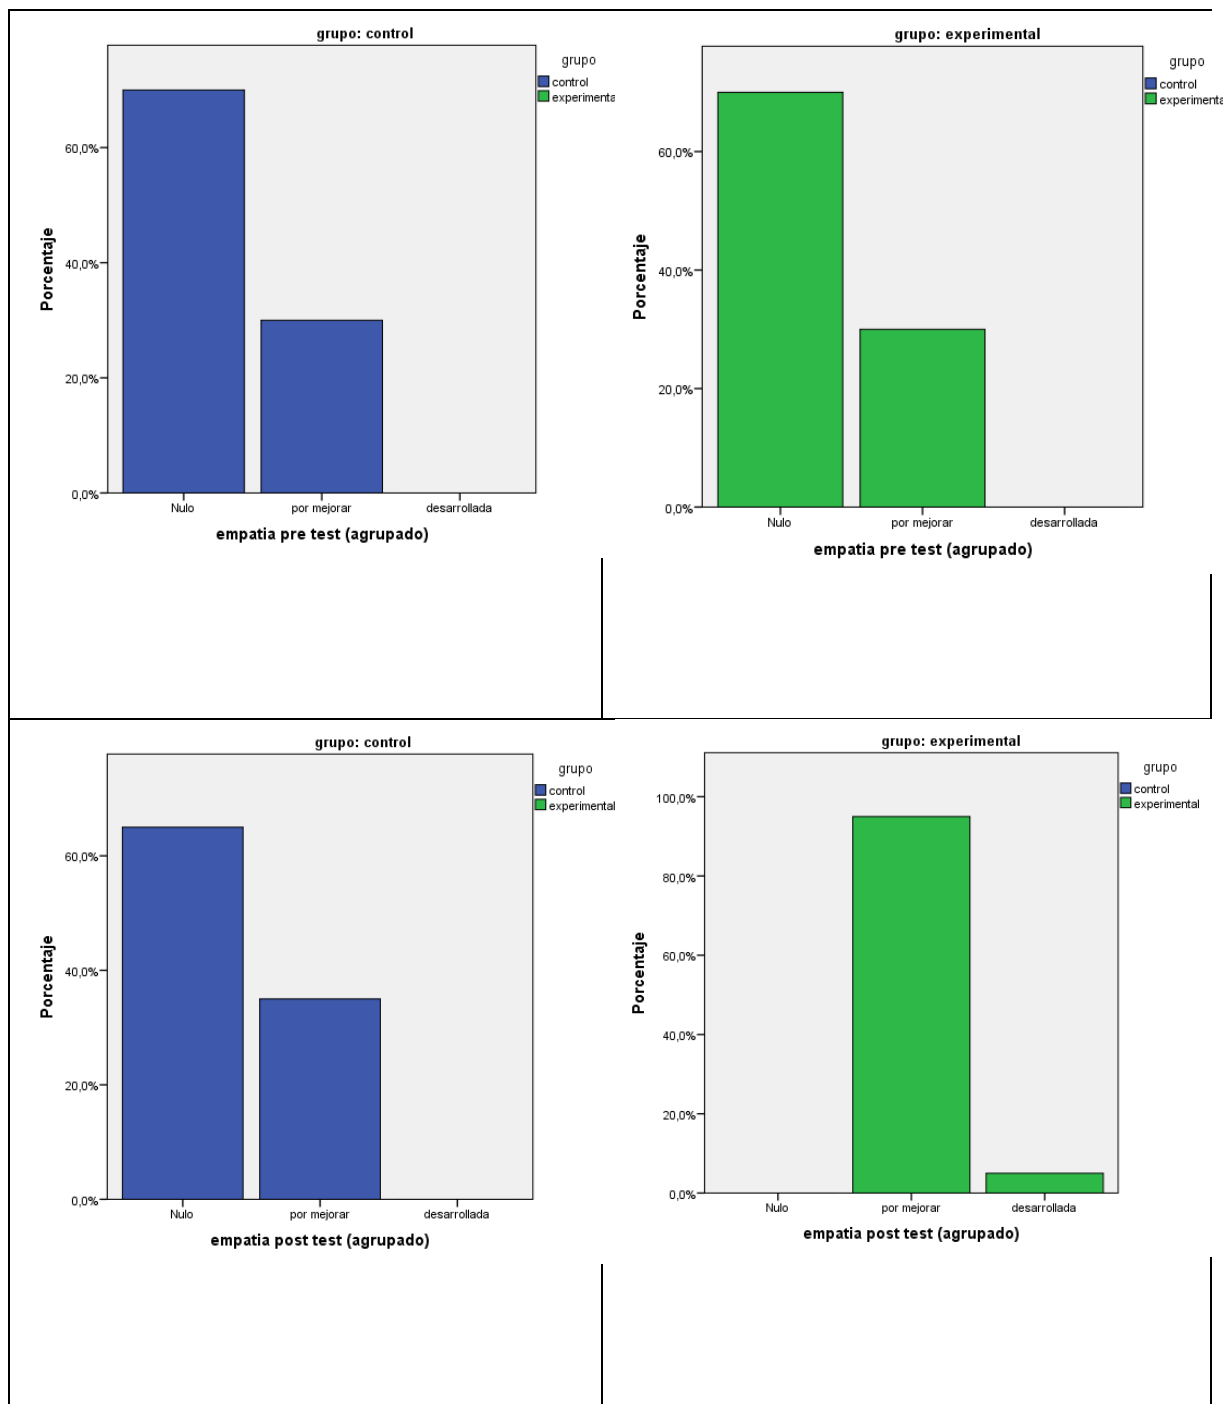 grupo: control
grupo
control
experimenta
60,0%
40,0%
20,0%
0,0%
Porcentaje
Nulo
por mejorar
desarrollada
empatia pre test (agrupado)
grupo: experimental
grupo
control
experimenta
60,0%
40,0%
20,0%
0,0%
Porcentaje
Nulo
por mejorar
desarrollada
empatia pre test (agrupado)
grupo: control
grupo
control
experimental
60,0%
40,0%
20,0%
0,0%
Porcentaje
Nulo
por mejorar
desarrollada
empatia post test (agrupado)
grupo: experimental
grupo
control
experimental
100,0%
80,0%
60,0%
40,0%
20,0%
0,0%
Porcentaje
Nulo
por mejorar
desarrollada
empatia post test (agrupado)